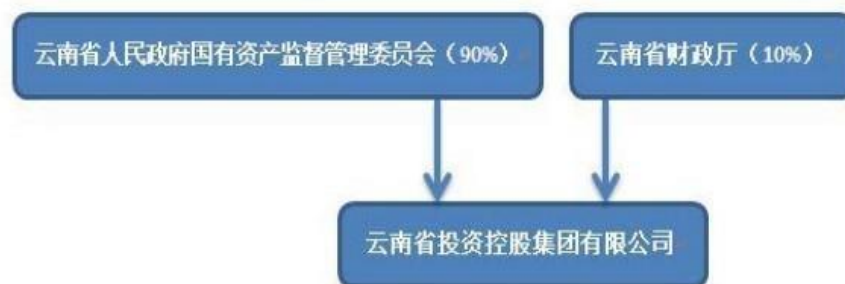 云南省人民政府国有资产监督管理委员会（90%）
云南省财政厅（10%）
云南省投资控股集团有限公司